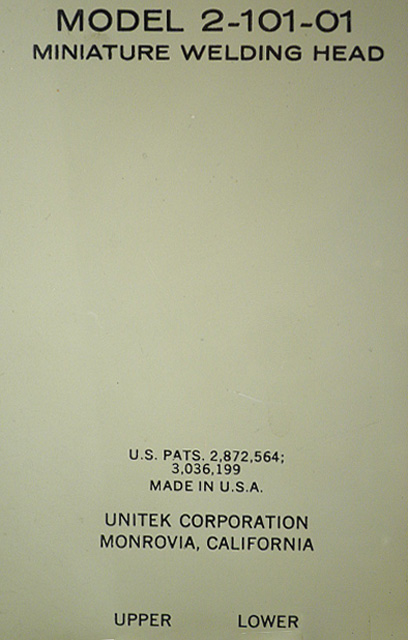 MODEL 2-101-01
MINIATURE WELDING HEAD
U.S. PATS. 2,872,564;
3,036,199
MADE IN U.S.A.
UNITEK CORPORATION
MONROVIA, CALIFORNIA
UPPER LOWER